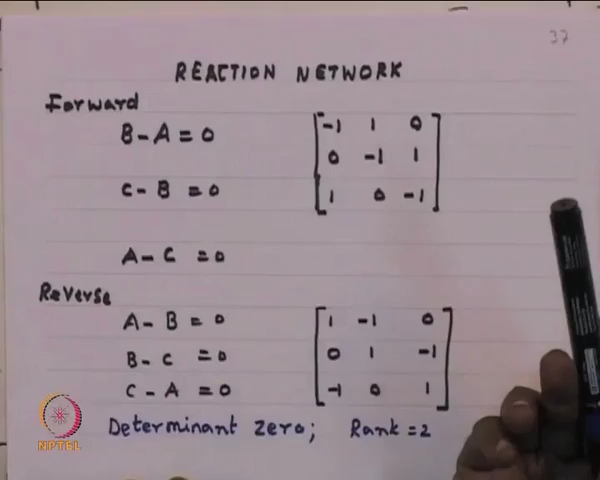 37
REACTION NETWORK
Forward
B - A = 0
C - B = 0
A - C = 0
-1 1 0
0 -1 1
1 0 -1
Reverse
A - B = 0
B - C = 0
C - A = 0
1 -1 0
0 1 -1
-1 0 1
Determinant zero; Rank = 2
NPTEL